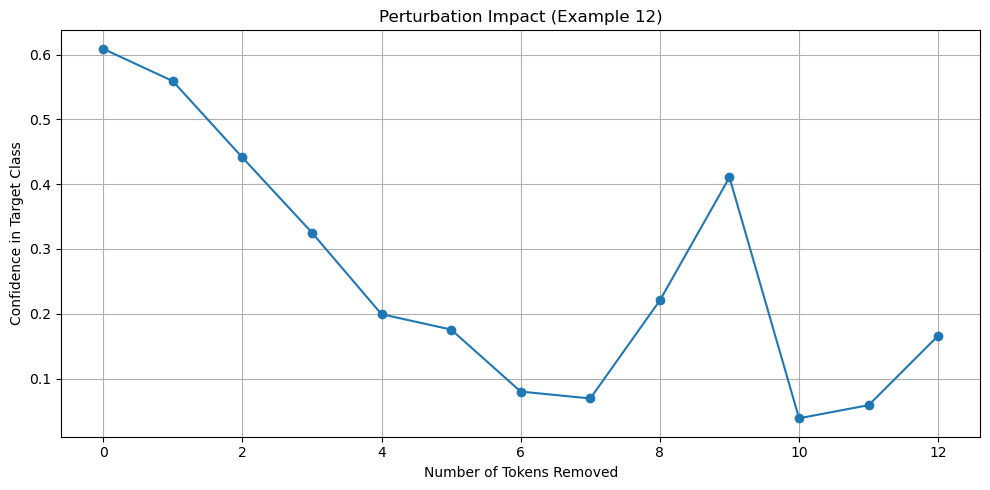 Perturbation Impact (Example 12)
Confidence in Target Class
0.6
0.5
0.4
0.3
0.2
0.1
0 2 4 6 8 10 12
Number of Tokens Removed